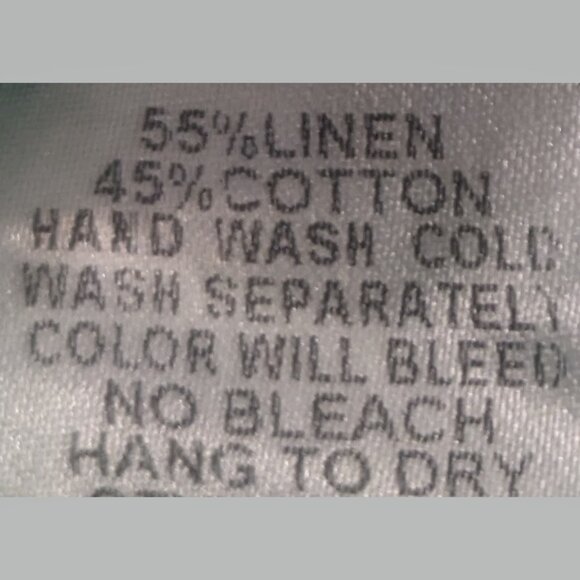 55% LINEN
45% COTTON
HAND WASH COLD
WASH SEPARATELY
COLOR WILL BLEED
NO BLEACH
HANG TO DRY